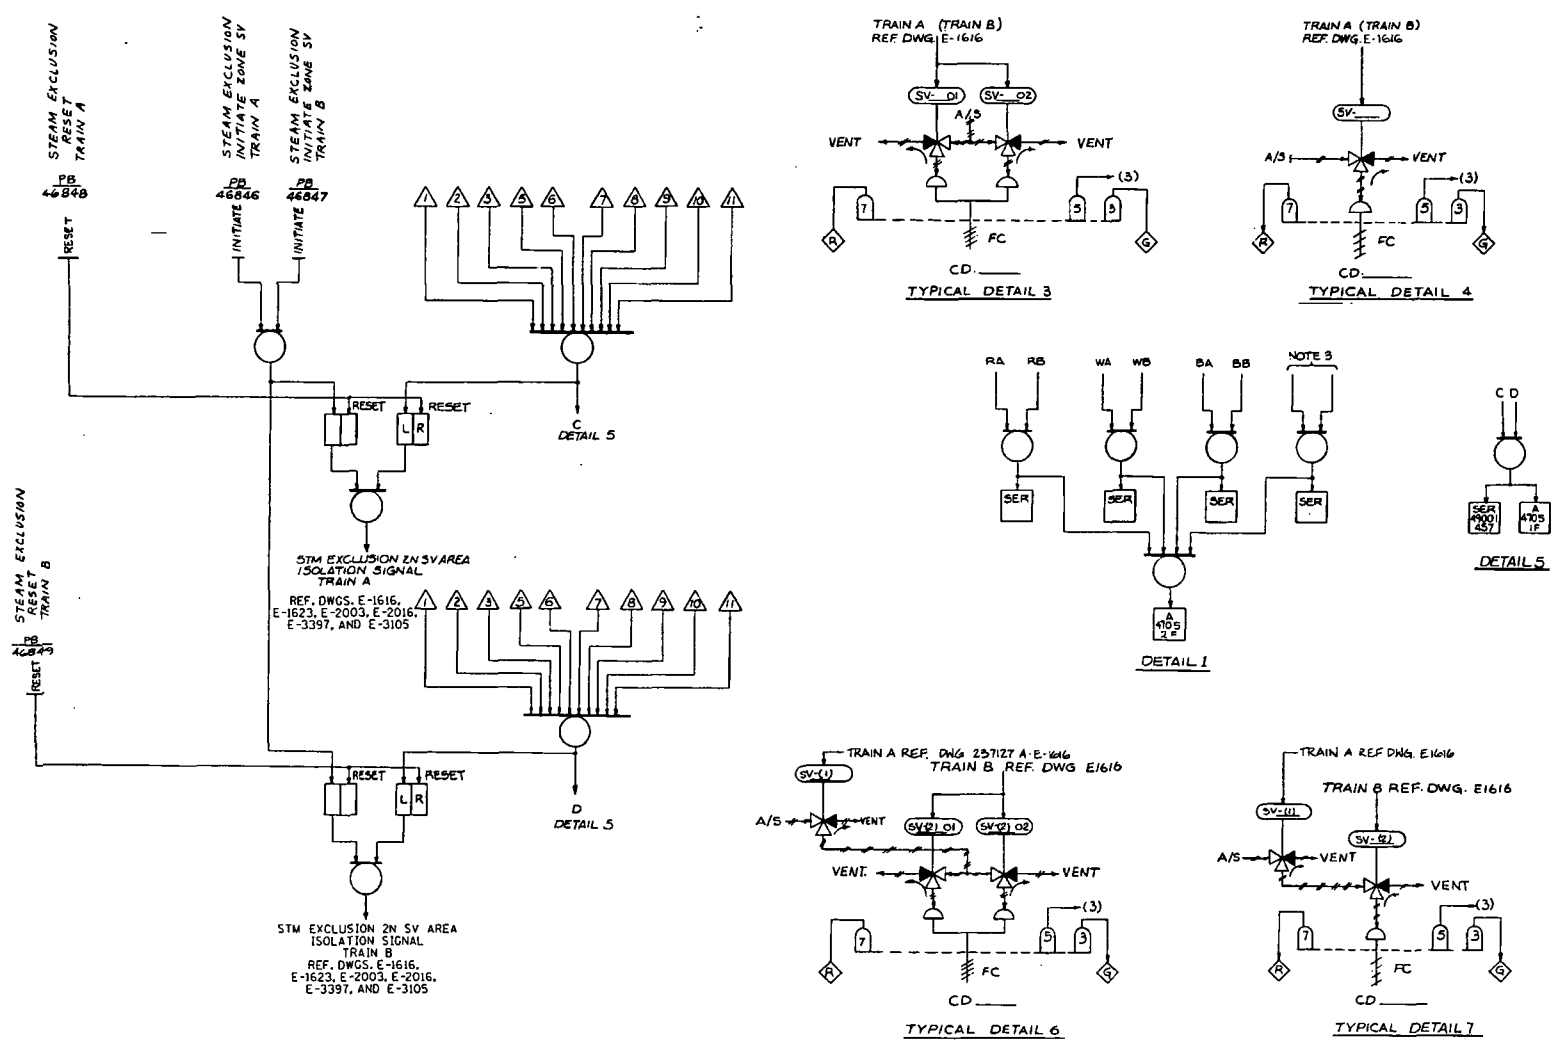 STEAM EXCLUSION
RESET
TRAIN A
PB
46848
RESET
STEAM EXCLUSION
INITIATE ZONE SV
TRAIN A
PB
46846
INITIATE
STEAM EXCLUSION
INITIATE ZONE SV
TRAIN B
PB
46847
INITIATE
1 2 3 5 6 7 8 9 10 11
RESET
L R
RESET
C
DETAIL 5
STM EXCLUSION ZN SV AREA
ISOLATION SIGNAL
TRAIN A
REF. DWGS. E-1616,
E-1623, E-2003, E-2016,
E-3397, AND E-3105
STEAM EXCLUSION
RESET
TRAIN B
PB
46849
RESET
1 2 3 5 6 7 8 9 10 11
RESET
L R
RESET
D
DETAIL 5
STM EXCLUSION ZN SV AREA
ISOLATION SIGNAL
TRAIN B
REF. DWGS. E-1616,
E-1623, E-2003, E-2016,
E-3397, AND E-3105
TRAIN A (TRAIN B)
REF. DWG. E-1616
SV-__01 SV-__02
A/S
VENT VENT
7 5 3
(3)
R G
FC
CD.____
TYPICAL DETAIL 3
TRAIN A (TRAIN B)
REF. DWG. E-1616
SV-____
A/S VENT
7 5 3
(3)
R G
FC
CD.____
TYPICAL DETAIL 4
RA RB WA WB BA BB NOTE 3
SER SER SER SER
A
4705
2F
DETAIL 1
C D
SER
49001
457
A
4705
1F
DETAIL 5
TRAIN A REF. DWG 237127 A-E-1616
TRAIN B REF. DWG E1616
SV-(1)
A/S VENT
SV-(2) 01 SV-(2) 02
VENT. VENT
7 5 3
(3)
R G
FC
CD____
TYPICAL DETAIL 6
TRAIN A REF DWG. E1616
TRAIN B REF. DWG. E1616
SV-(1)
SV-(2)
A/S VENT
VENT
7 5 3
(3)
R G
FC
CD____
TYPICAL DETAIL 7